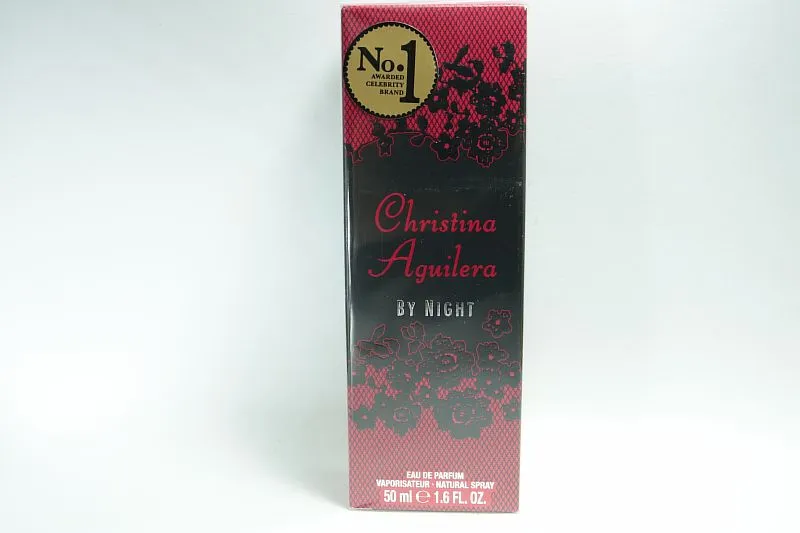 No.1
AWARDED
CELEBRITY
BRAND
Christina
Aguilera
BY NIGHT
EAU DE PARFUM
VAPORISATEUR · NATURAL SPRAY
50 ml ℮ 1.6 FL. OZ.